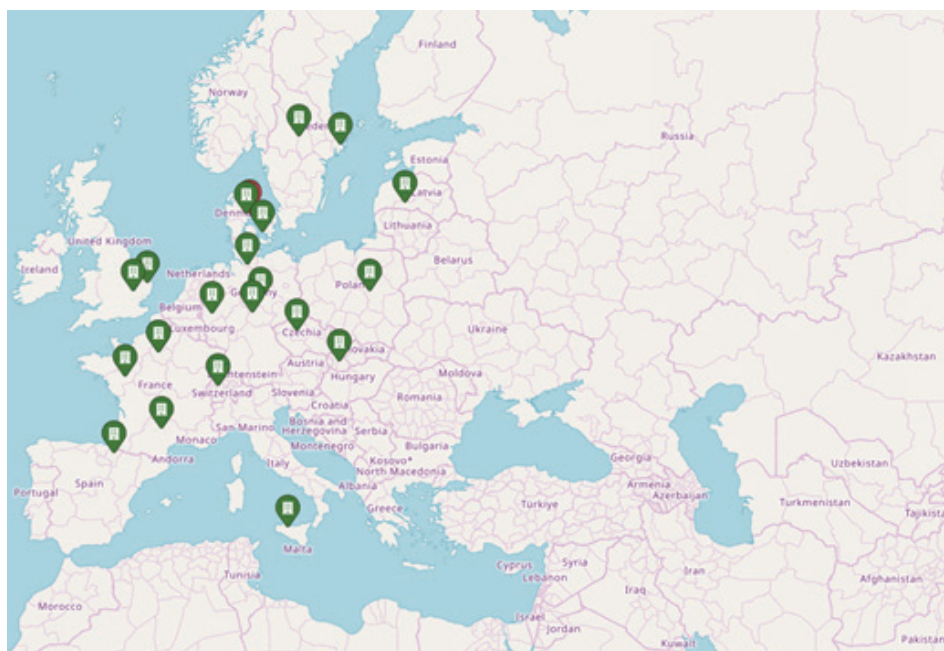 Finland
Norway
Russia
Estonia
Latvia
Lithuania
United Kingdom
Ireland
Belarus
Netherlands
Poland
Belgium
Luxembourg
Czechia
Ukraine
Kazakhstan
Austria
Hungary
Moldova
France
Switzerland
Slovenia
Romania
Croatia
San Marino
Bosnia and
Herzegovina
Serbia
Monaco
Montenegro
Bulgaria
Andorra
Italy
Kosovo*
North Macedonia
Georgia
Uzbekistan
Spain
Albania
Armenia
Azerbaijan
Portugal
Greece
Türkiye
Turkmenistan
Tajikista
Malta
Cyprus
Syria
Lebanon
Tunisia
Iraq
Iran
Afghanistan
Morocco
Israel
Jordan
Kuwait
Pakistan